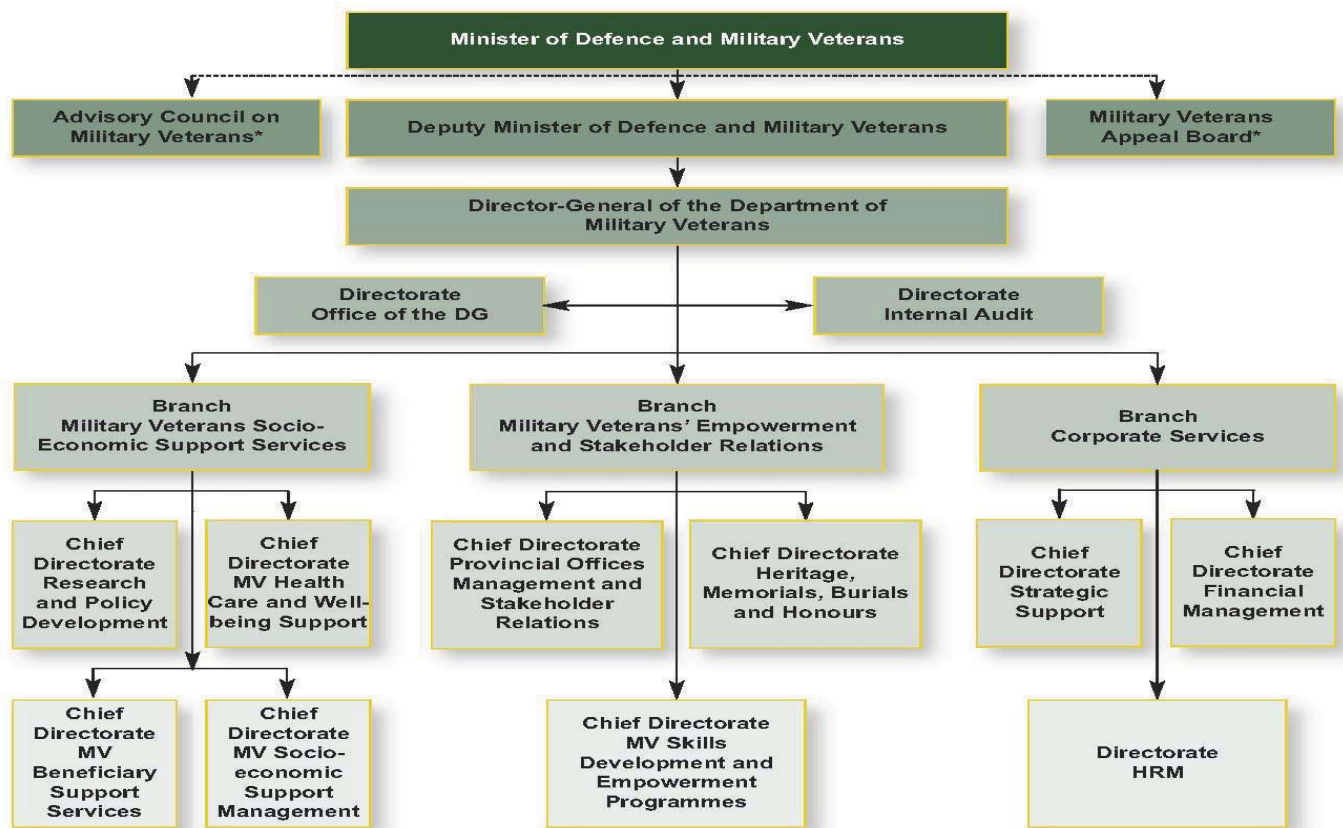 Minister of Defence and Military Veterans
Advisory Council on
Military Veterans*
Deputy Minister of Defence and Military Veterans
Military Veterans
Appeal Board*
Director-General of the Department of
Military Veterans
Directorate
Office of the DG
Directorate
Internal Audit
Branch
Military Veterans Socio-
Economic Support Services
Branch
Military Veterans’ Empowerment
and Stakeholder Relations
Branch
Corporate Services
Chief
Directorate
Research
and Policy
Development
Chief
Directorate
MV Health
Care and Well-
being Support
Chief Directorate
Provincial Offices
Management and
Stakeholder
Relations
Chief Directorate
Heritage,
Memorials, Burials
and Honours
Chief
Directorate
Strategic
Support
Chief
Directorate
Financial
Management
Chief
Directorate
MV
Beneficiary
Support
Services
Chief
Directorate
MV Socio-
economic
Support
Management
Chief Directorate
MV Skills
Development and
Empowerment
Programmes
Directorate
HRM